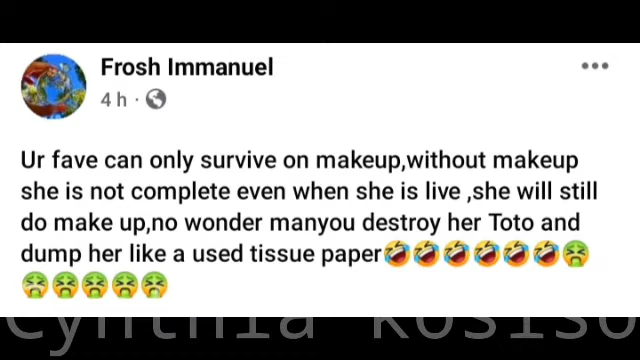 Frosh Immanuel
4 h ·
Ur fave can only survive on makeup,without makeup
she is not complete even when she is live ,she will still
do make up,no wonder manyou destroy her Toto and
dump her like a used tissue paper🤣🤣🤣🤣🤣🤣🤮
🤮🤮🤮🤮🤮
Cynthia Kosiso